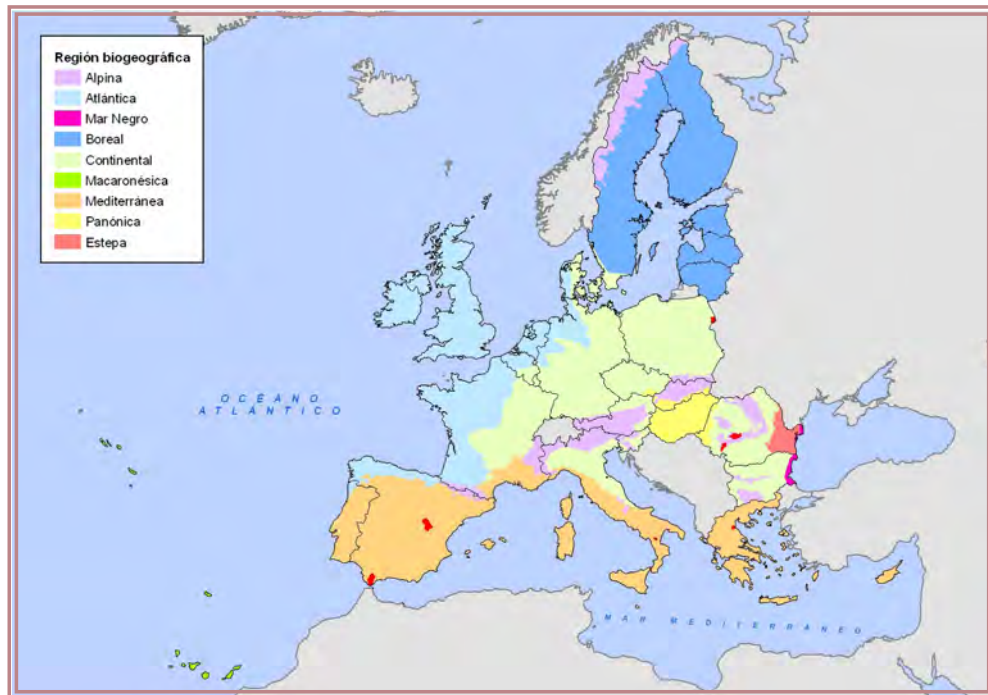 Región biogeográfica
Alpina
Atlántica
Mar Negro
Boreal
Continental
Macaronésica
Mediterránea
Panónica
Estepa
OCÉANO
ATLÁNTICO
MAR MEDITERRÁNEO